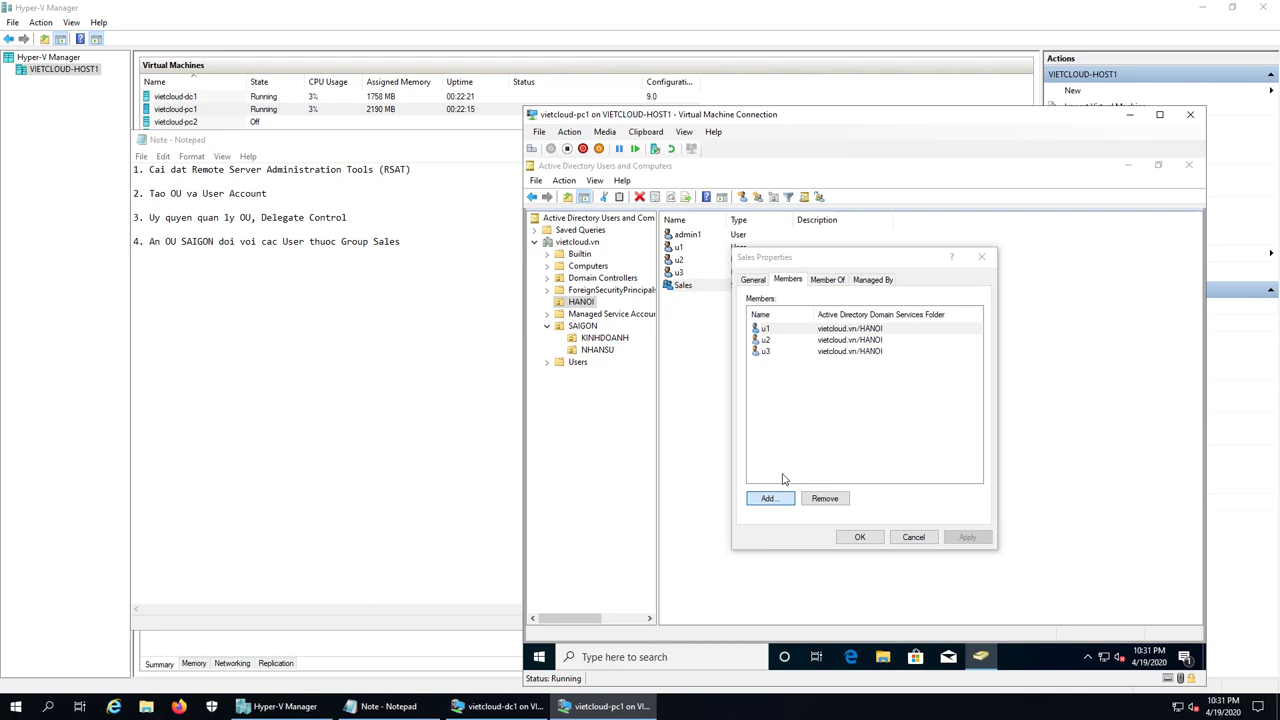 Hyper-V Manager
File Action View Help
Hyper-V Manager
VIETCLOUD-HOST1
Virtual Machines
Name State CPU Usage Assigned Memory Uptime Status Configurati...
vietcloud-dc1 Running 3% 1758 MB 00:22:21 9.0
vietcloud-pc1 Running 3% 2190 MB 00:22:15
vietcloud-pc2 Off
Actions
VIETCLOUD-HOST1
New
Note - Notepad
File Edit Format View Help
1. Cai dat Remote Server Administration Tools (RSAT)
2. Tao OU va User Account
3. Uy quyen quan ly OU, Delegate Control
4. An OU SAIGON doi voi cac User thuoc Group Sales
Summary Memory Networking Replication
vietcloud-pc1 on VIETCLOUD-HOST1 - Virtual Machine Connection
File Action Media Clipboard View Help
Active Directory Users and Computers
File Action View Help
Active Directory Users and Com
Saved Queries
vietcloud.vn
Builtin
Computers
Domain Controllers
ForeignSecurityPrincipals
HANOI
Managed Service Accour
SAIGON
KINHDOANH
NHANSU
Users
Name Type Description
admin1 User
u1
u2
u3
Sales
Sales Properties
General Members Member Of Managed By
Members:
Name Active Directory Domain Services Folder
u1 vietcloud.vn/HANOI
u2 vietcloud.vn/HANOI
u3 vietcloud.vn/HANOI
Add... Remove
OK Cancel Apply
Type here to search
10:31 PM
4/19/2020
1
Status: Running
Hyper-V Manager Note - Notepad vietcloud-dc1 on VI... vietcloud-pc1 on VI...
10:31 PM
4/19/2020